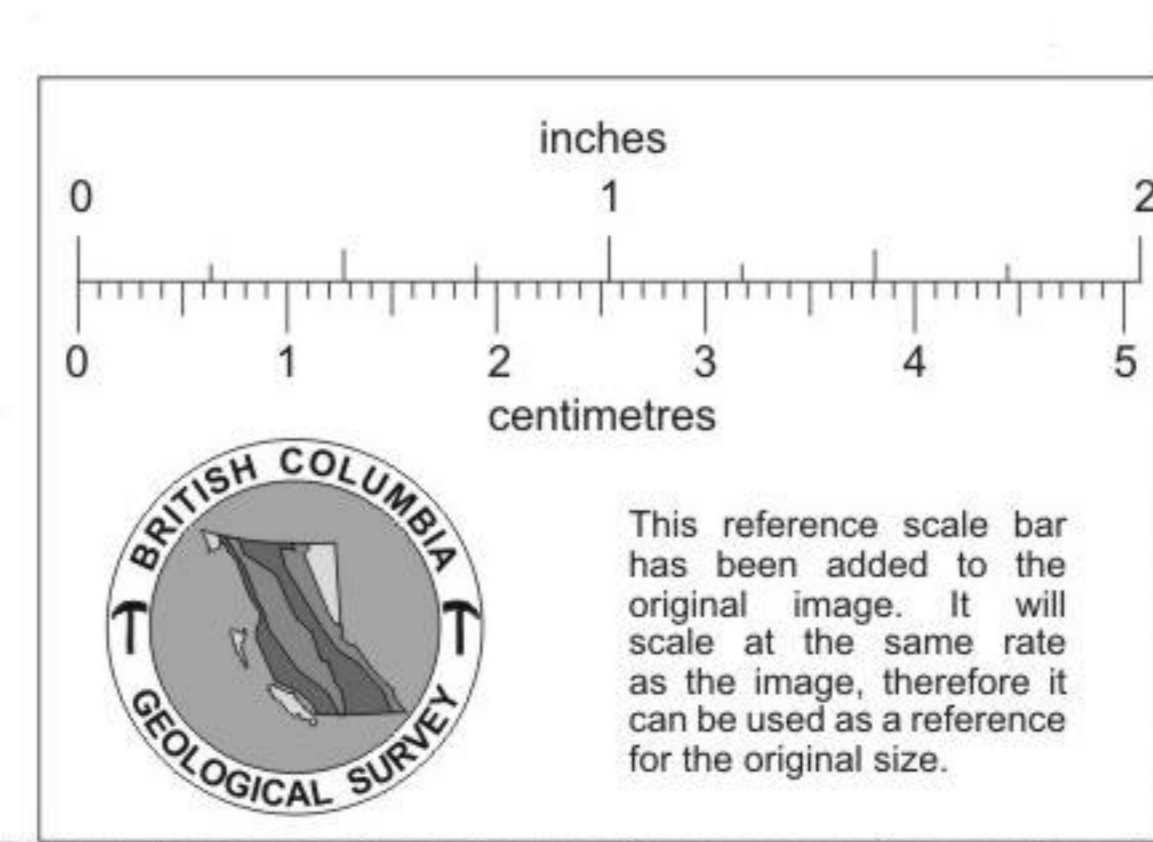 inches
0 1 2
0 1 2 3 4 5
centimetres
BRITISH COLUMBIA
GEOLOGICAL SURVEY
This reference scale bar
has been added to the
original image. It will
scale at the same rate
as the image, therefore it
can be used as a reference
for the original size.